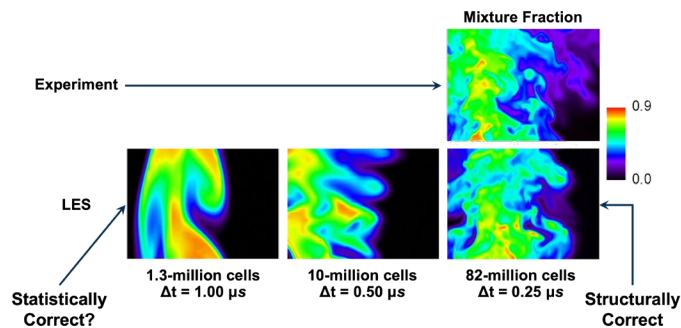 Mixture Fraction
Experiment
0.9
0.0
LES
1.3-million cells
Δt = 1.00 μs
10-million cells
Δt = 0.50 μs
82-million cells
Δt = 0.25 μs
Statistically
Correct?
Structurally
Correct